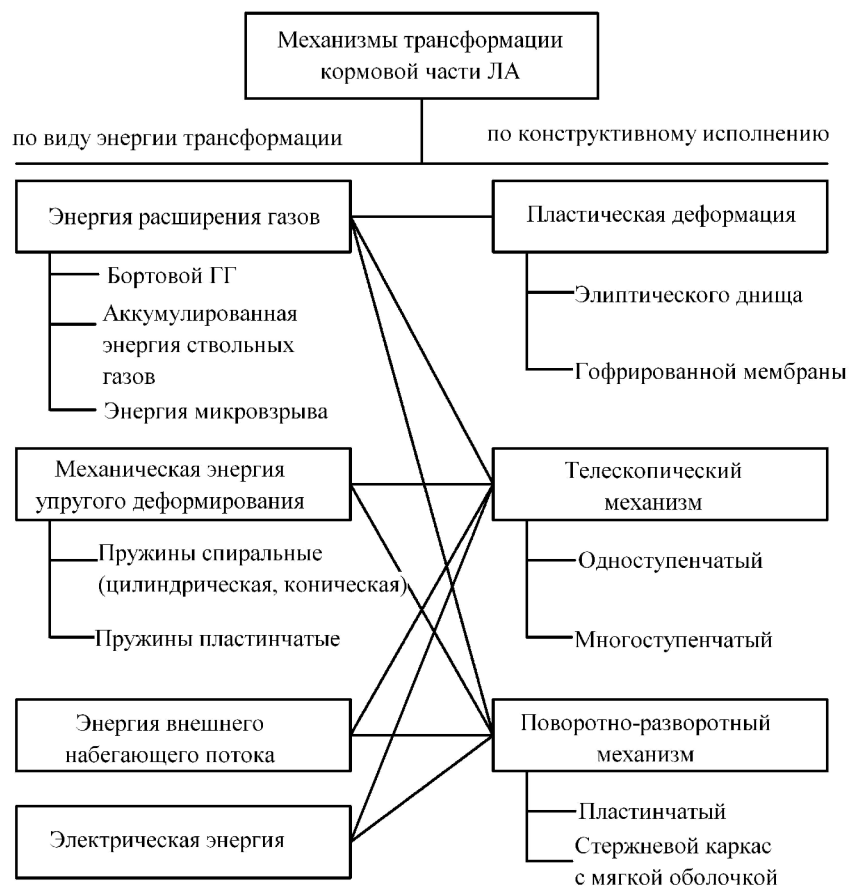 Механизмы трансформации
кормовой части ЛА
по виду энергии трансформации
по конструктивному исполнению
Энергия расширения газов
Бортовой ГГ
Аккумулированная
энергия ствольных
газов
Энергия микровзрыва
Механическая энергия
упругого деформирования
Пружины спиральные
(цилиндрическая, коническая)
Пружины пластинчатые
Энергия внешнего
набегающего потока
Электрическая энергия
Пластическая деформация
Элиптического днища
Гофрированной мембраны
Телескопический
механизм
Одноступенчатый
Многоступенчатый
Поворотно-разворотный
механизм
Пластинчатый
Стержневой каркас
с мягкой оболочкой